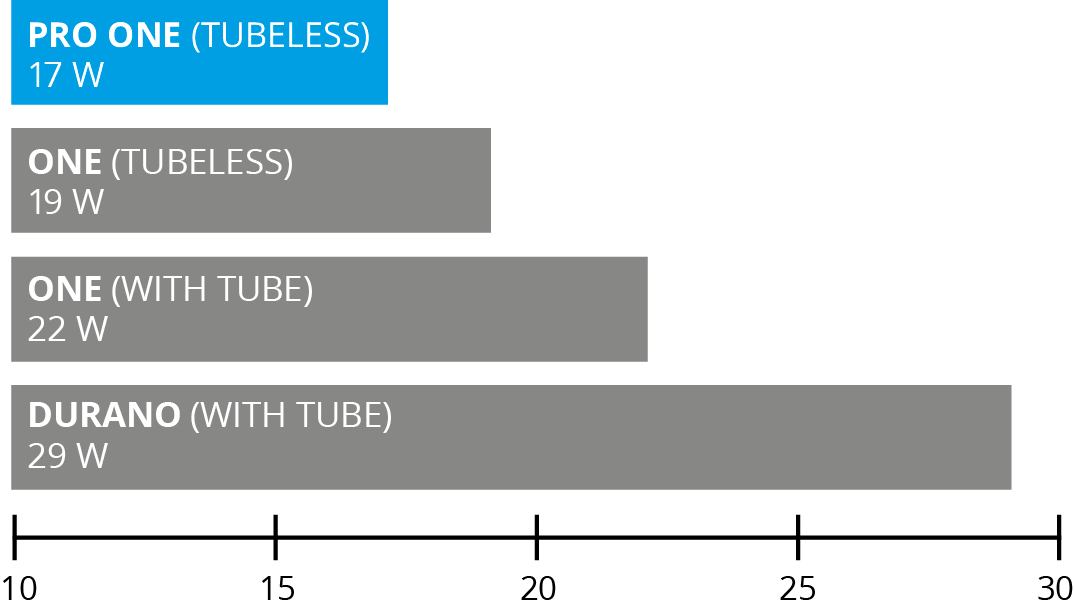 PRO ONE (TUBELESS)
17 W
ONE (TUBELESS)
19 W
ONE (WITH TUBE)
22 W
DURANO (WITH TUBE)
29 W
10 15 20 25 30